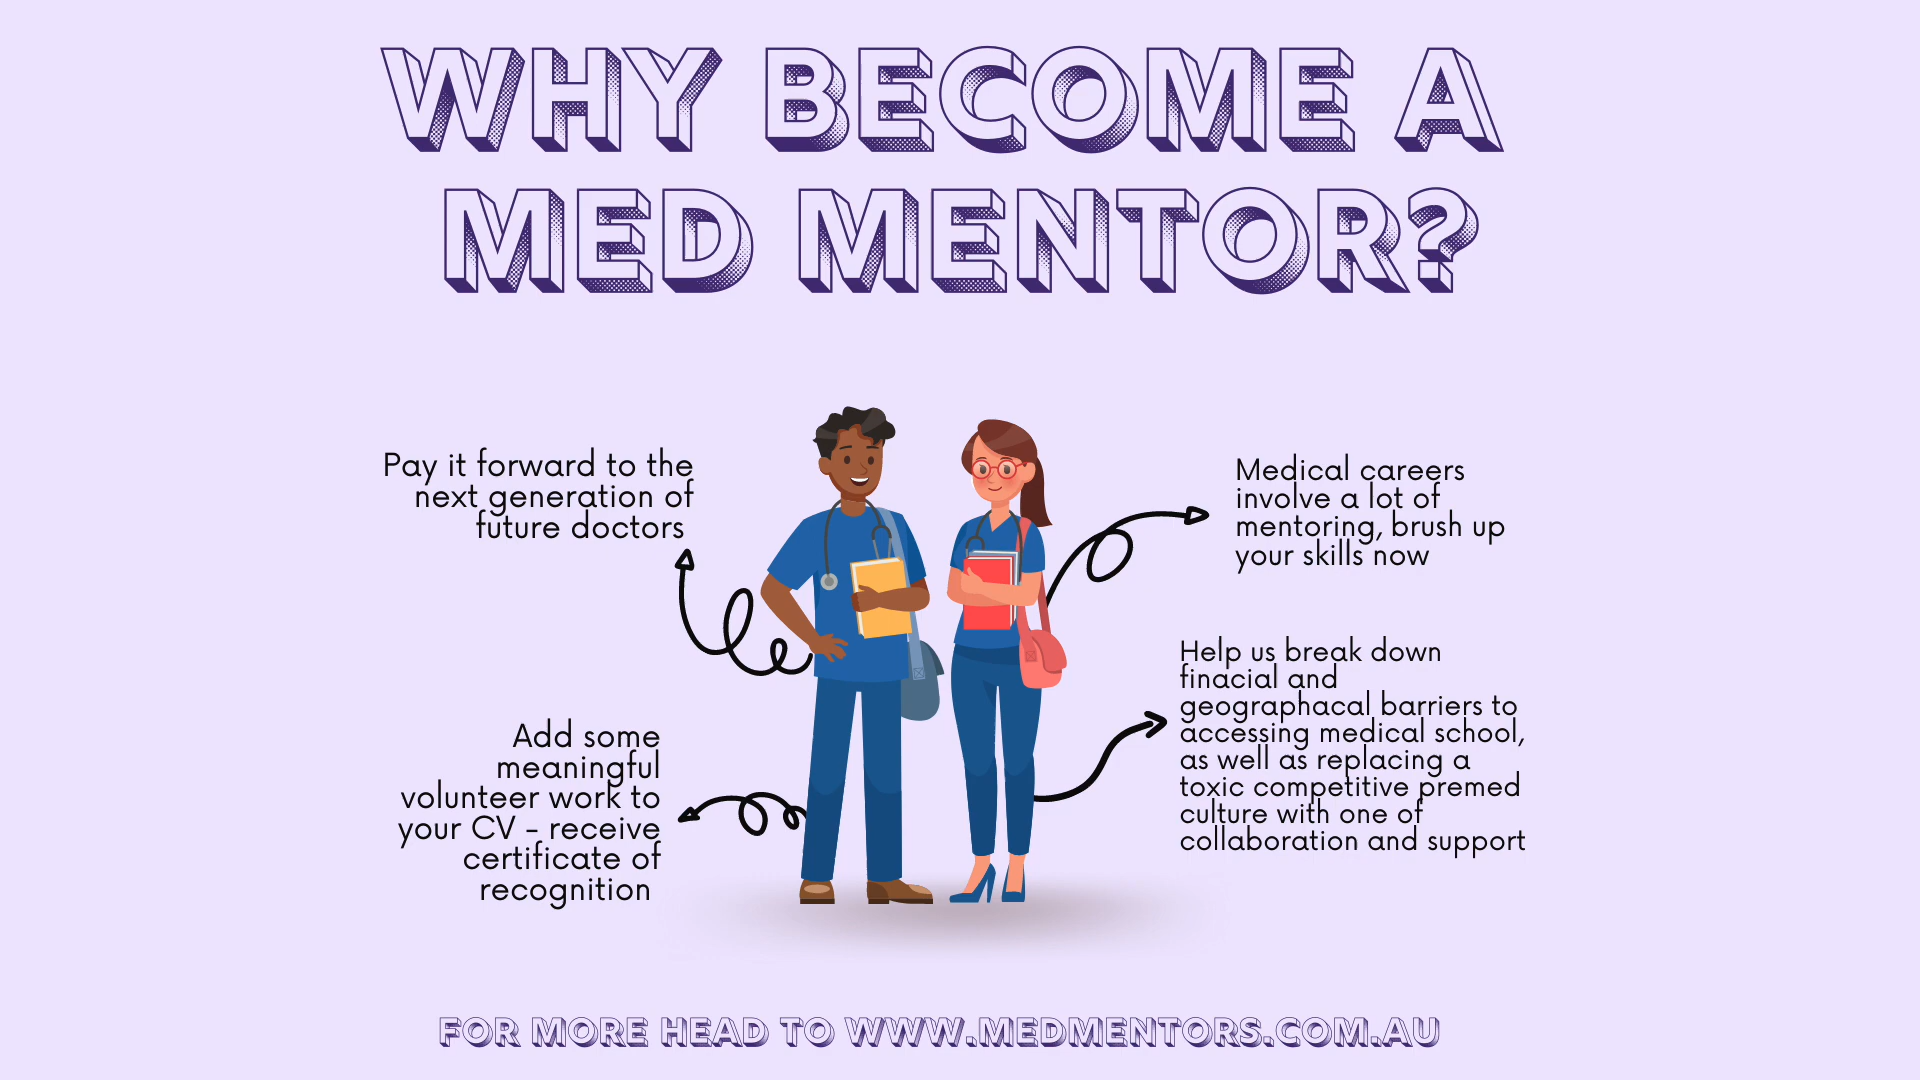 WHY BECOME A
MED MENTOR?
Pay it forward to the
next generation of
future doctors
Medical careers
involve a lot of
mentoring, brush up
your skills now
Add some
meaningful
volunteer work to
your CV - receive
certificate of
recognition
Help us break down
finacial and
geographacal barriers to
accessing medical school,
as well as replacing a
toxic competitive premed
culture with one of
collaboration and support
FOR MORE HEAD TO WWW.MEDMENTORS.COM.AU